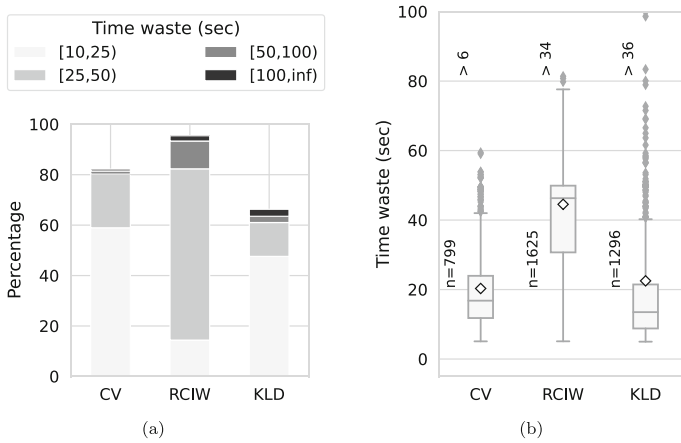 Time waste (sec)
[10,25) [50,100)
[25,50) [100,inf)
Percentage
100
80
60
40
20
0
CV RCIW KLD
(a)
Time waste (sec)
100
80
60
40
20
0
> 6 > 34 > 36
n=799 n=1625 n=1296
CV RCIW KLD
(b)